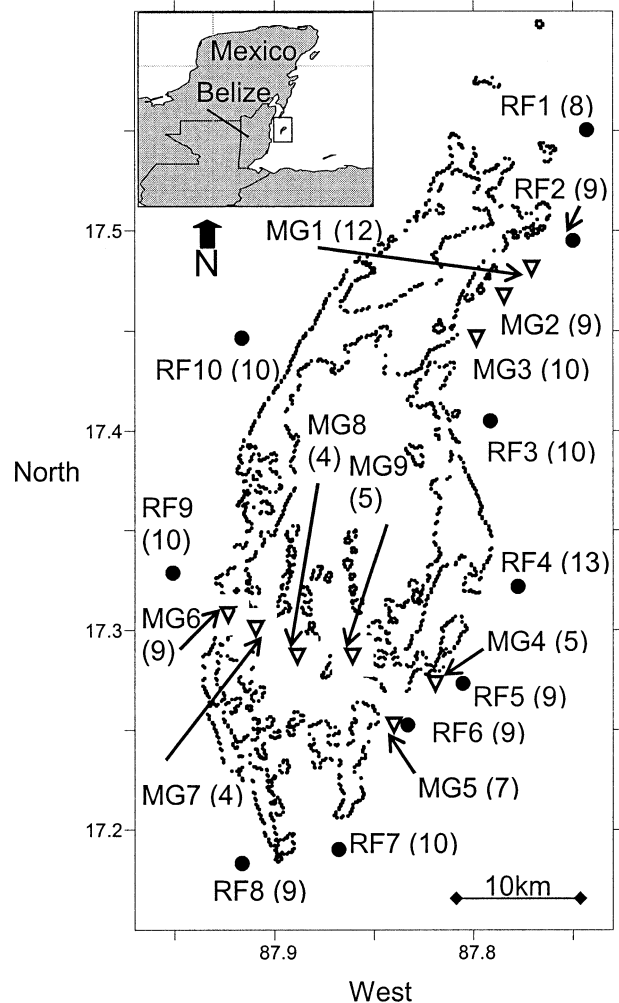 Mexico
Belize
RF1 (8)
RF2 (9)
17.5
MG1 (12)
N
MG2 (9)
RF10 (10)
MG3 (10)
17.4
MG8
(4)
MG9
(5)
RF3 (10)
North
RF9
(10)
RF4 (13)
MG6
(9)
17.3
MG4 (5)
RF5 (9)
RF6 (9)
MG7 (4)
MG5 (7)
17.2
RF7 (10)
RF8 (9)
10km
87.9
87.8
West